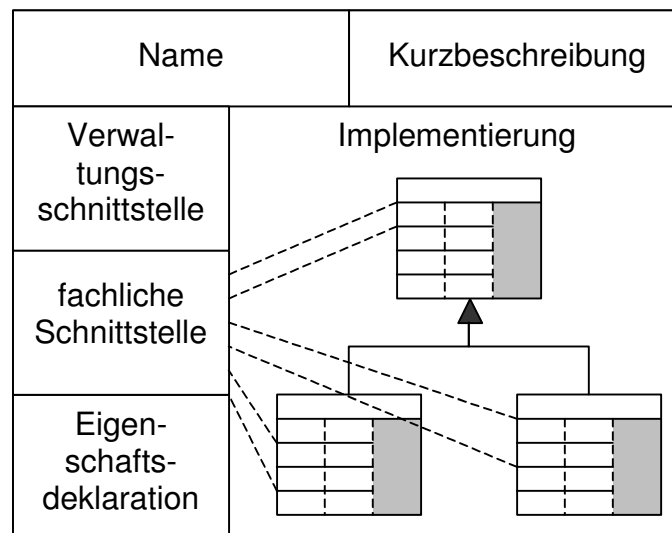 Name
Kurzbeschreibung
Verwal-
tungs-
schnittstelle
Implementierung
fachliche
Schnittstelle
Eigen-
schafts-
deklaration